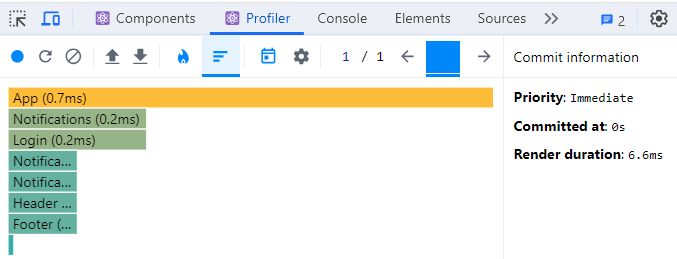 Components Profiler Console Elements Sources 2
1 / 1
Commit information
App (0.7ms)
Notifications (0.2ms)
Login (0.2ms)
Notifica...
Notifica...
Header ...
Footer (...
Priority: Immediate
Committed at: 0s
Render duration: 6.6ms